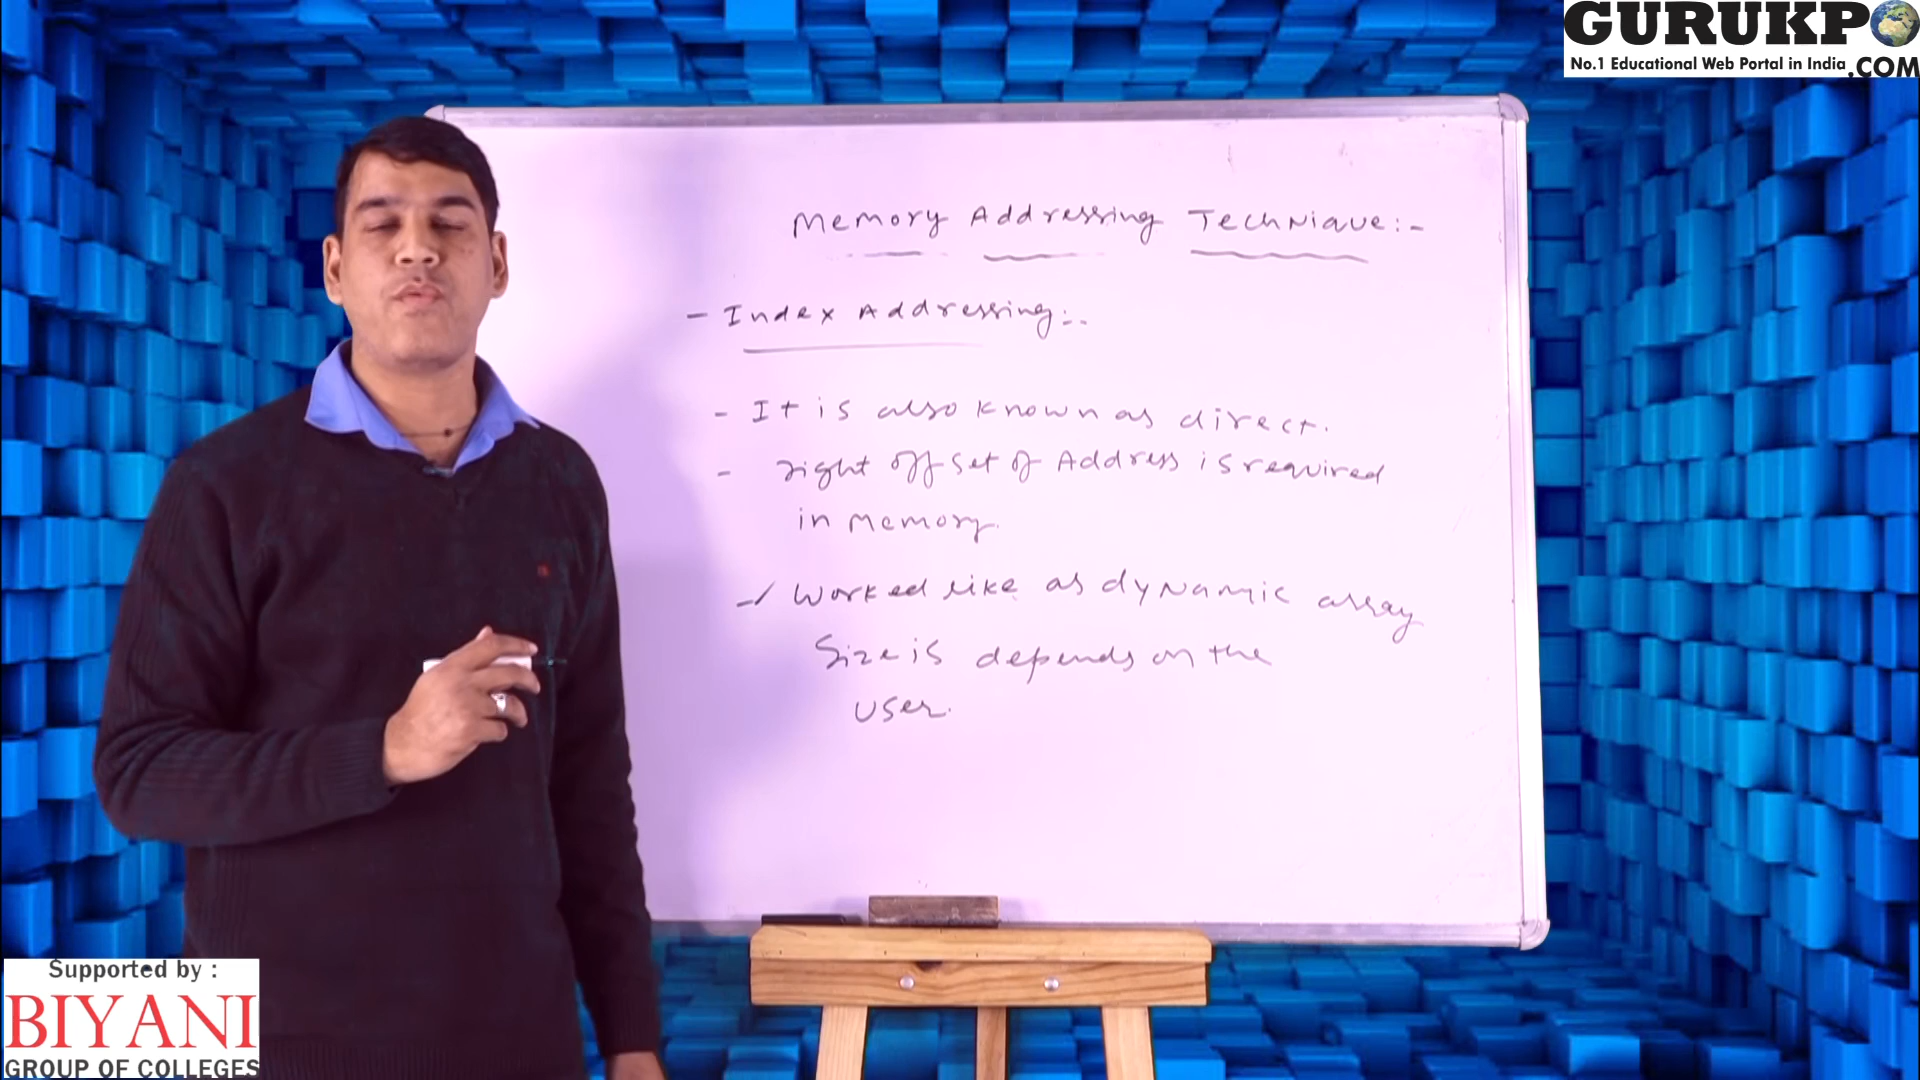 GURUKPO
No.1 Educational Web Portal in India .COM
Memory Addressing Technique:-
- Index Addressing:-
- It is also known as direct.
- right offset of Address is required
in memory.
- Worked like as dynamic array
Size is depends on the
user.
Supported by :
BIYANI
GROUP OF COLLEGES